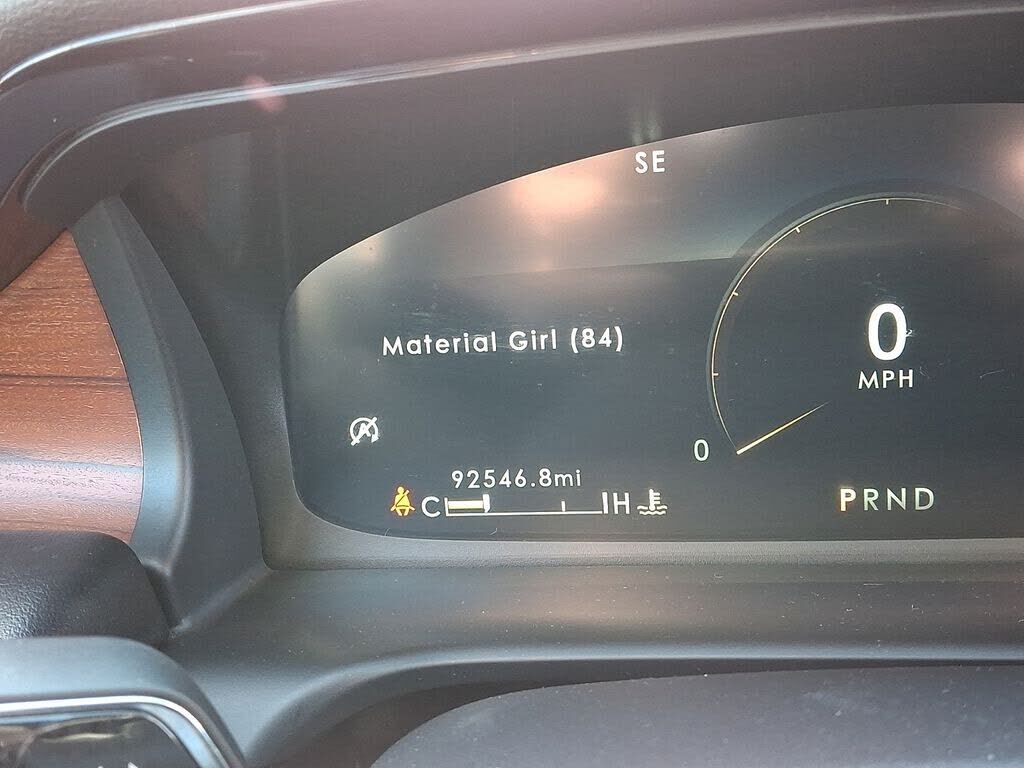 SE
Material Girl (84)
0
MPH
0
92546.8mi
C H
PRND